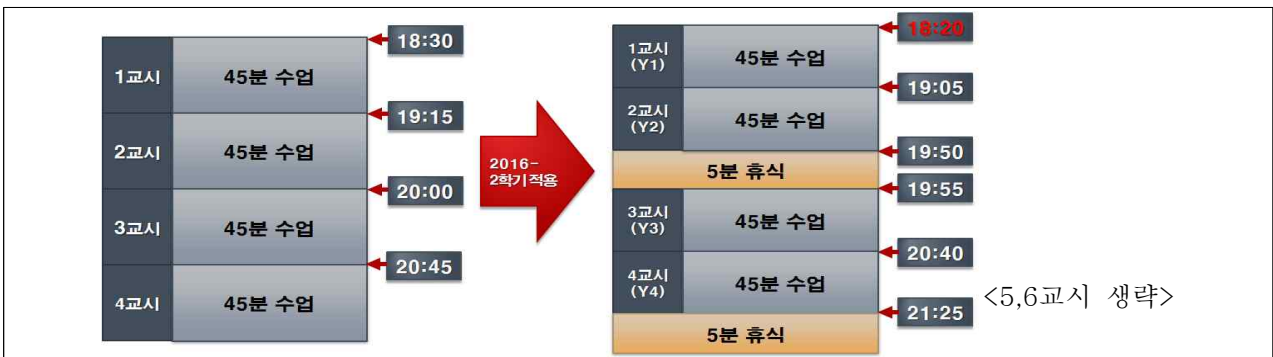 18:30
1교시 45분 수업
19:15
2교시 45분 수업
20:00
3교시 45분 수업
20:45
4교시 45분 수업
2016-
2학기적용
18:20
1교시
(Y1)
45분 수업
19:05
2교시
(Y2)
45분 수업
19:50
5분 휴식
19:55
3교시
(Y3)
45분 수업
20:40
4교시
(Y4)
45분 수업
<5,6교시 생략>
21:25
5분 휴식